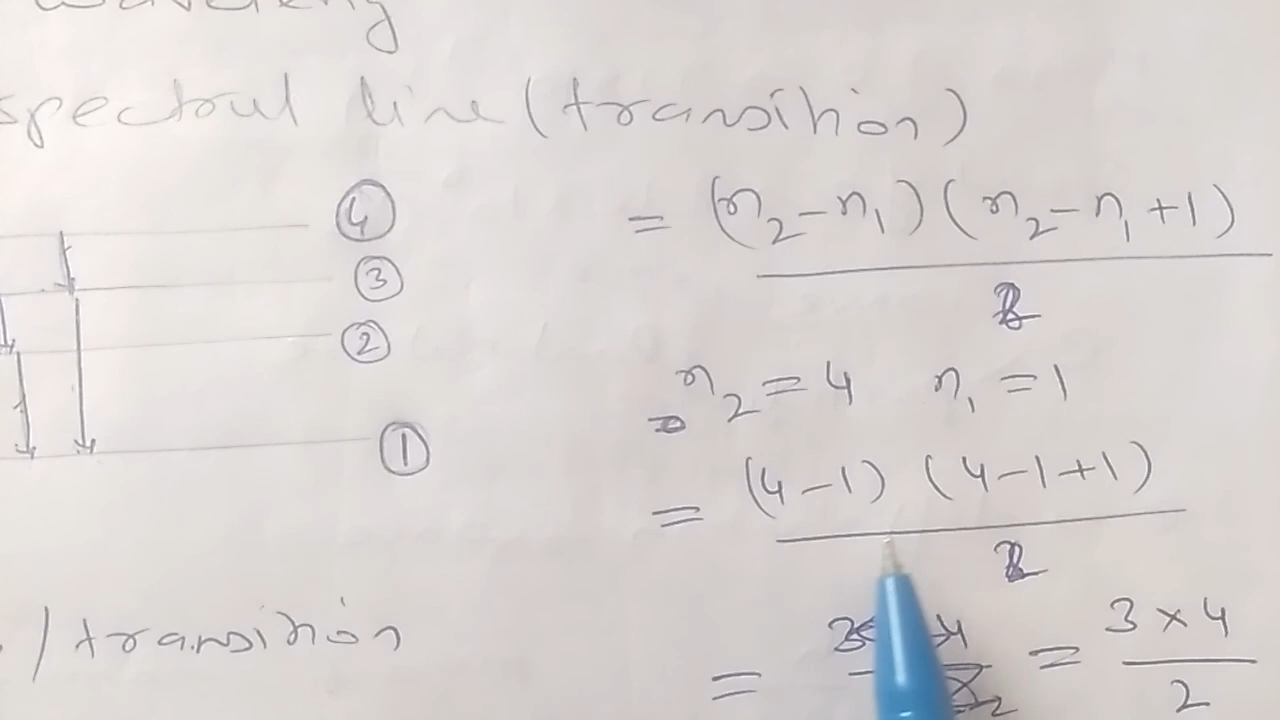 spectral line (transition)
④
= (n₂-n₁)(n₂-n₁+1)
2
③
②
n₂ = 4 n₁ = 1
①
= (4-1) (4-1+1)
2
/ transition
= = 3 × 4
2